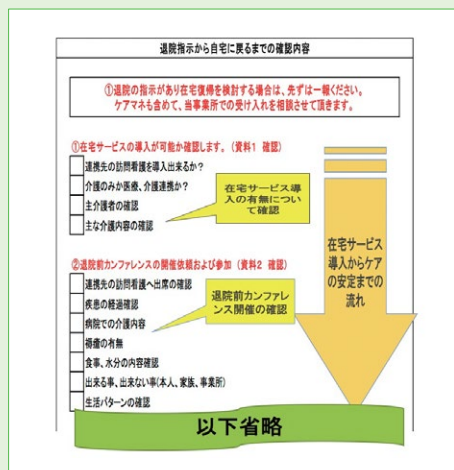 退院指示から自宅に戻るまでの確認内容
①退院の指示があり在宅復帰を検討する場合は、先ずは一報ください。
ケアマネも含めて、当事業所での受け入れを相談させて頂きます。
①在宅サービスの導入が可能か確認します。(資料1 確認)
連携先の訪問看護を導入出来るか?
介護のみか医療、介護連携か?
主介護者の確認
主な介護内容の確認
在宅サービス導
入の有無につい
て確認
②退院前カンファレンスの開催依頼および参加 (資料2 確認)
連携先の訪問看護へ出席の確認
疾患の経過確認
病院での介護内容
褥瘡の有無
食事、水分の内容確認
出来る事、出来ない事(本人、家族、事業所)
生活パターンの確認
退院前カンファレ
ンス開催の確認
在宅サービス
導入からケア
の安定までの
流れ
以下省略